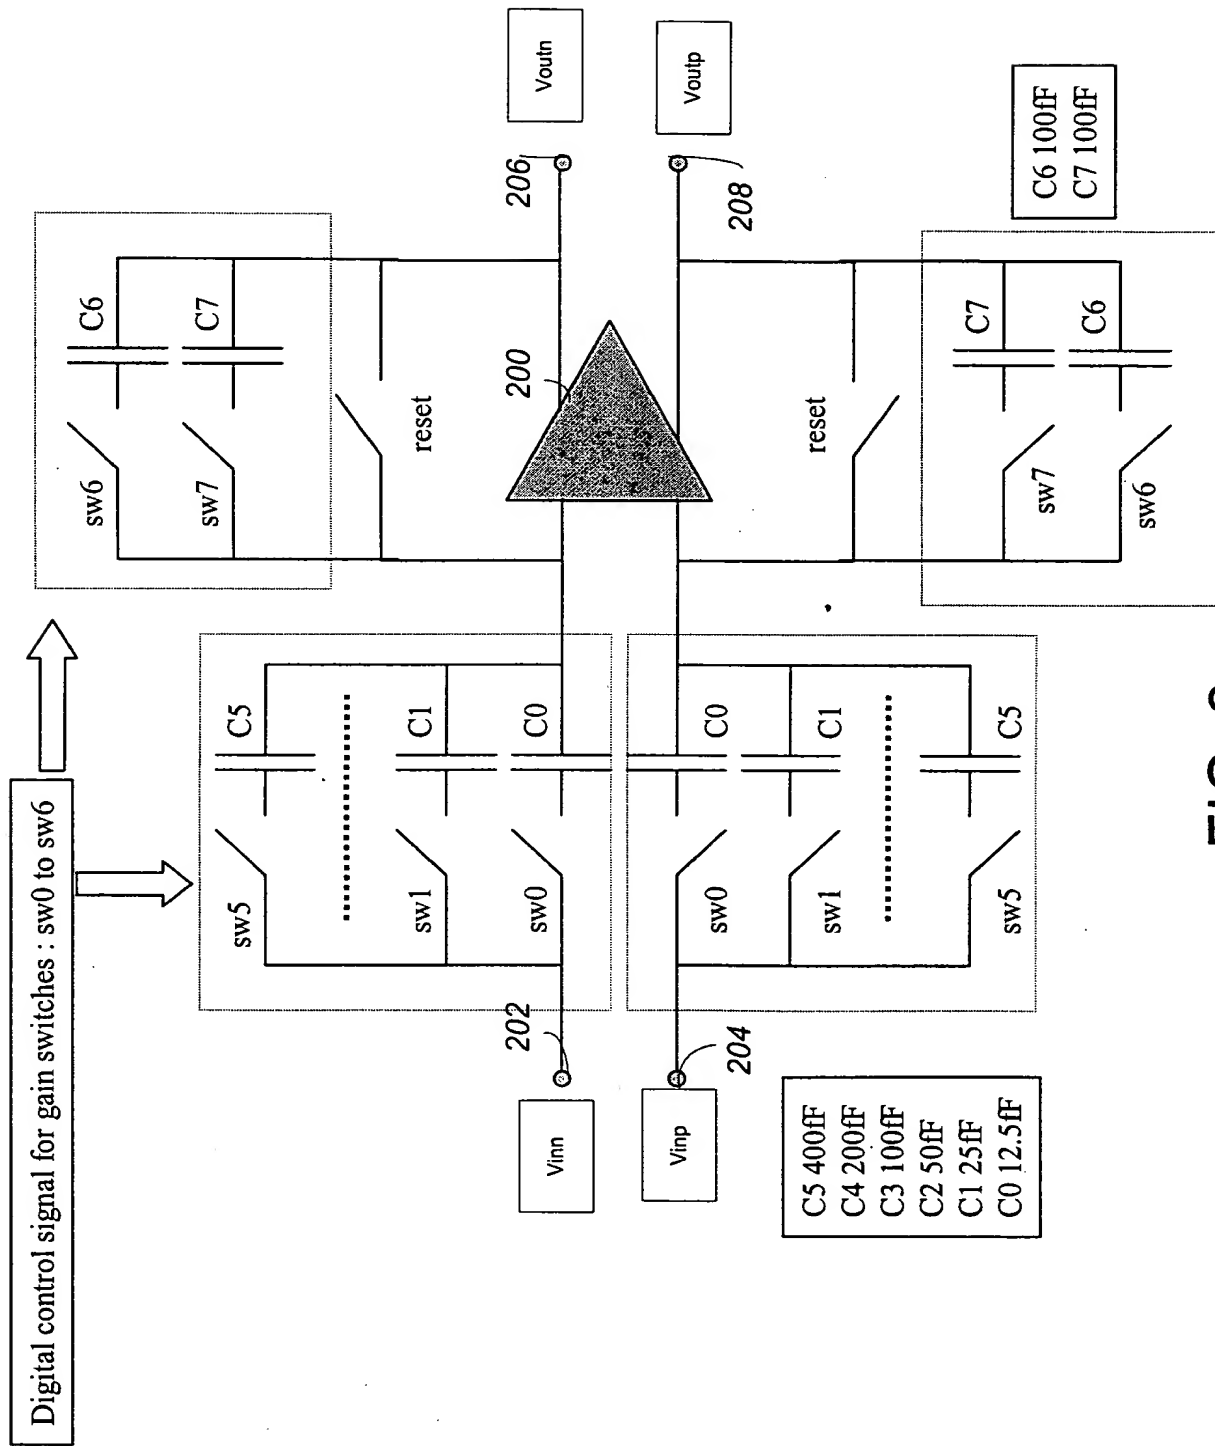 Digital control signal for gain switches : sw0 to sw6
sw6
C6
sw7
C7
reset
sw5
C5
sw1
C1
sw0
C0
Vinn
202
200
206
Voutn
Vinp
204
208
Voutp
sw0
C0
sw1
C1
sw5
C5
reset
sw7
C7
sw6
C6
C5 400fF
C4 200fF
C3 100fF
C2 50fF
C1 25fF
C0 12.5fF
C6 100fF
C7 100fF